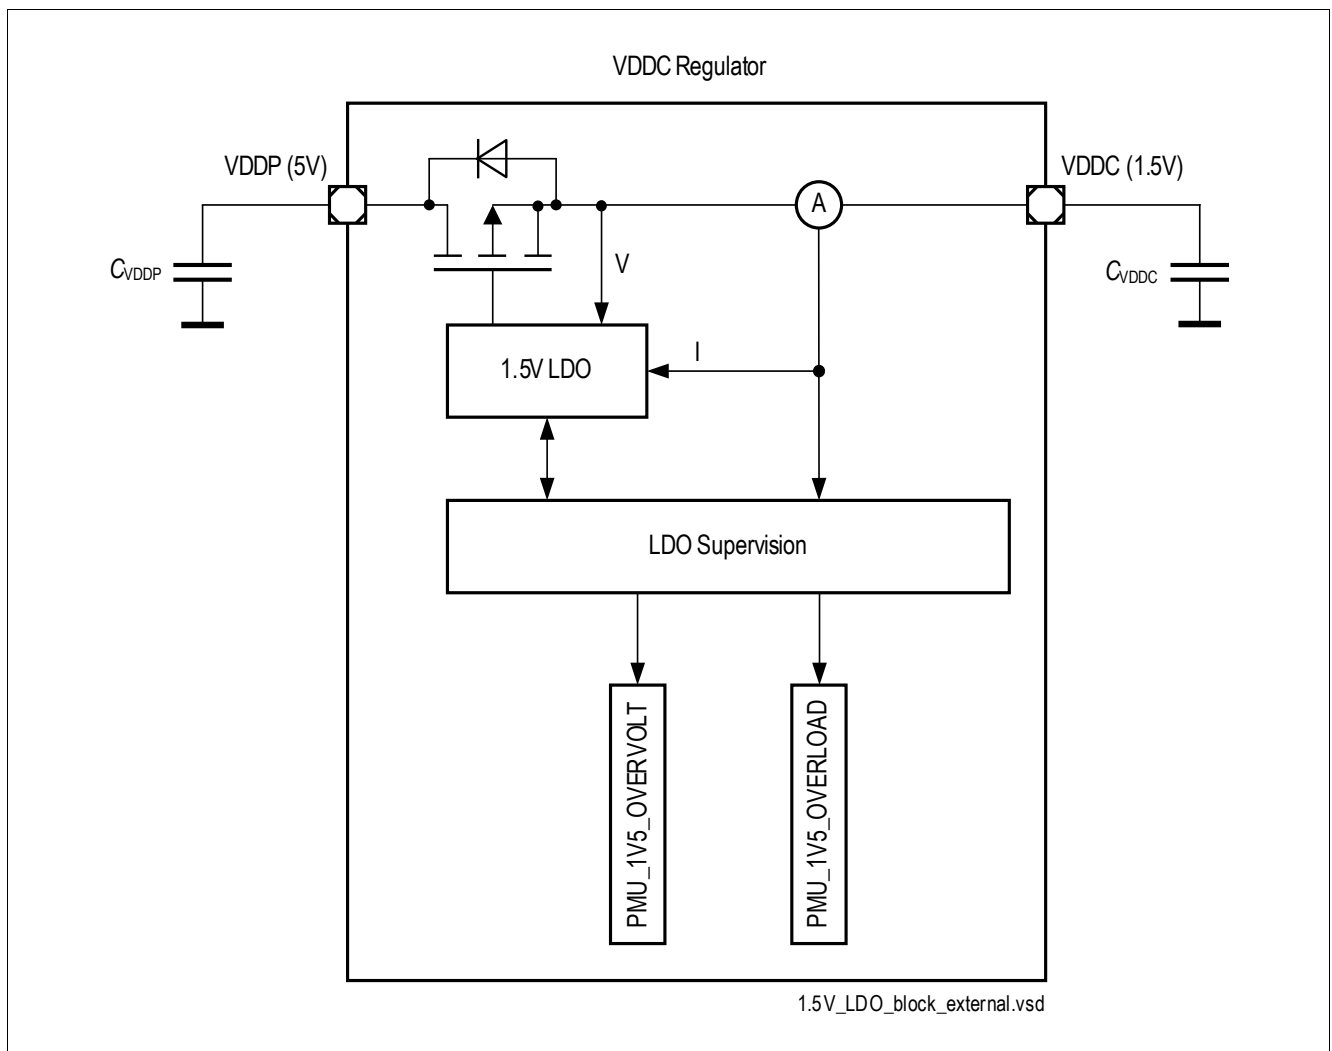 VDDC Regulator
VDDP (5V)
VDDC (1.5V)
A
CVDDP
V
CVDDC
I
1.5V LDO
LDO Supervision
PMU_1V5_OVERVOLT
PMU_1V5_OVERLOAD
1.5V_LDO_block_external.vsd